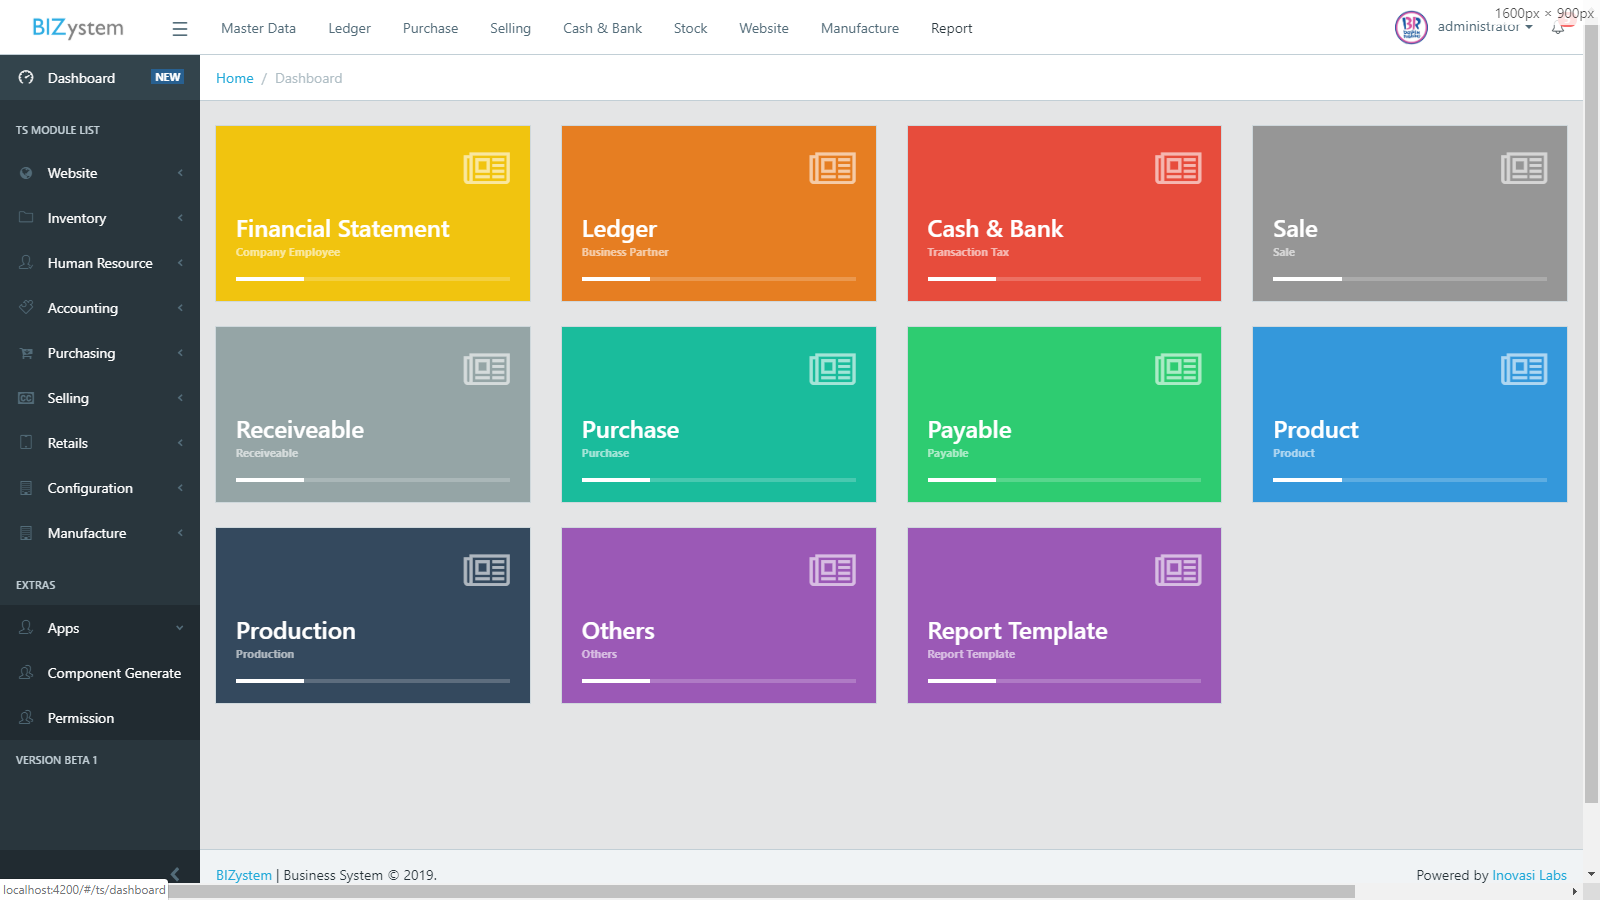 BIZystem
Master Data
Ledger
Purchase
Selling
Cash & Bank
Stock
Website
Manufacture
Report
BR
administrator
1600px × 900px
Dashboard
NEW
Home / Dashboard
TS MODULE LIST
Website
Inventory
Human Resource
Accounting
Purchasing
CC
Selling
Retails
Configuration
Manufacture
EXTRAS
Apps
Component Generate
Permission
VERSION BETA 1
Financial Statement
Company Employee
Ledger
Business Partner
Cash & Bank
Transaction Tax
Sale
Sale
Receiveable
Receiveable
Purchase
Purchase
Payable
Payable
Product
Product
Production
Production
Others
Others
Report Template
Report Template
BIZystem | Business System © 2019.
Powered by Inovasi Labs
localhost:4200/#/ts/dashboard